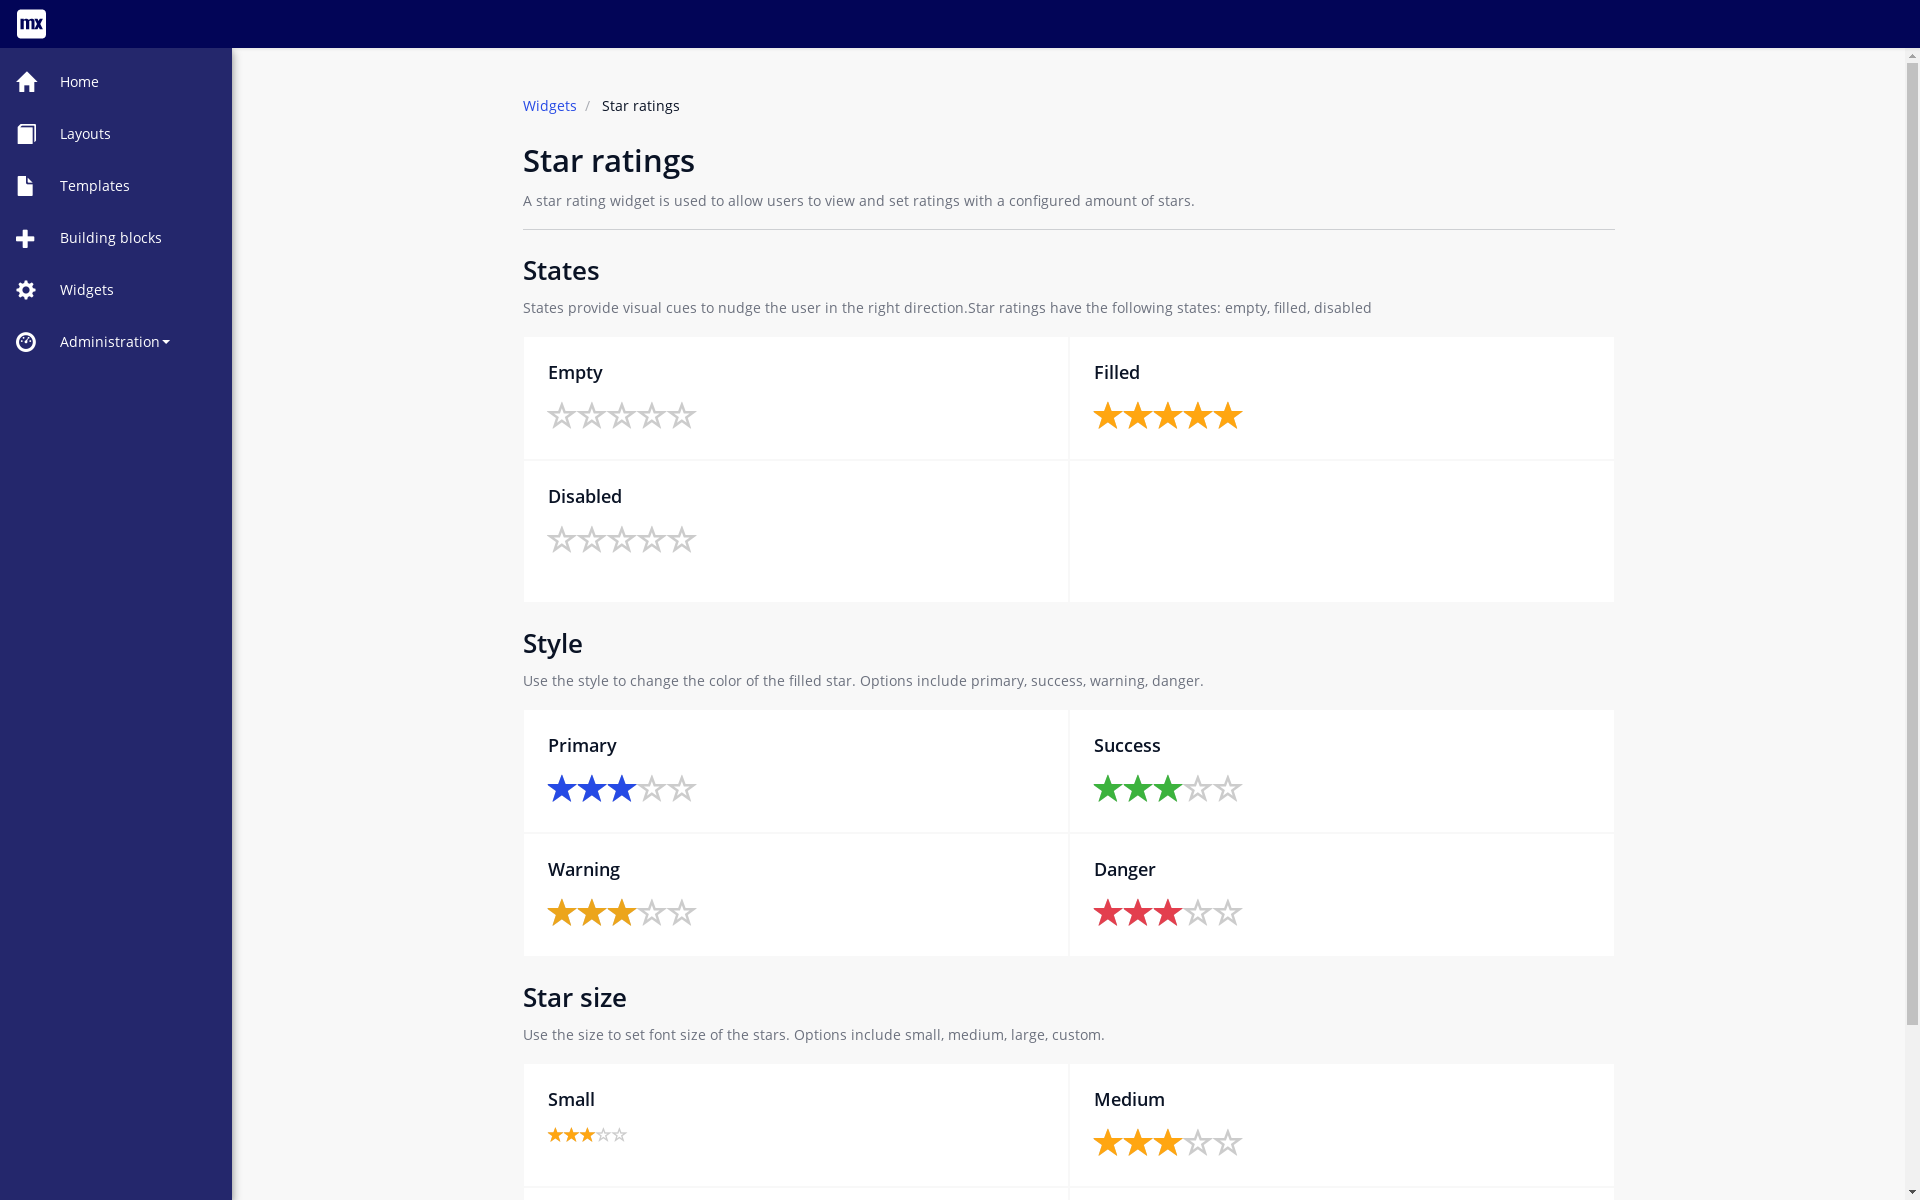 mx
Home
Layouts
Templates
Building blocks
Widgets
Administration
Widgets / Star ratings
Star ratings
A star rating widget is used to allow users to view and set ratings with a configured amount of stars.
States
States provide visual cues to nudge the user in the right direction.Star ratings have the following states: empty, filled, disabled
Empty
Filled
Disabled
Style
Use the style to change the color of the filled star. Options include primary, success, warning, danger.
Primary
Success
Warning
Danger
Star size
Use the size to set font size of the stars. Options include small, medium, large, custom.
Small
Medium